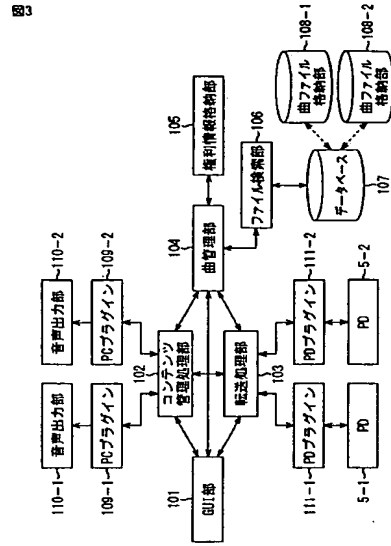 図3
110-1
音声出力部
110-2
音声出力部
109-1
PCプラグイン
109-2
PCプラグイン
102
コンテンツ
管理処理部
101
GUI部
103
転送処理部
104
曲管理部
105
権利情報格納部
106
ファイル検索部
107
データベース
108-1
曲ファイル
格納部
108-2
曲ファイル
格納部
111-1
PDプラグイン
111-2
PDプラグイン
5-1
PD
5-2
PD